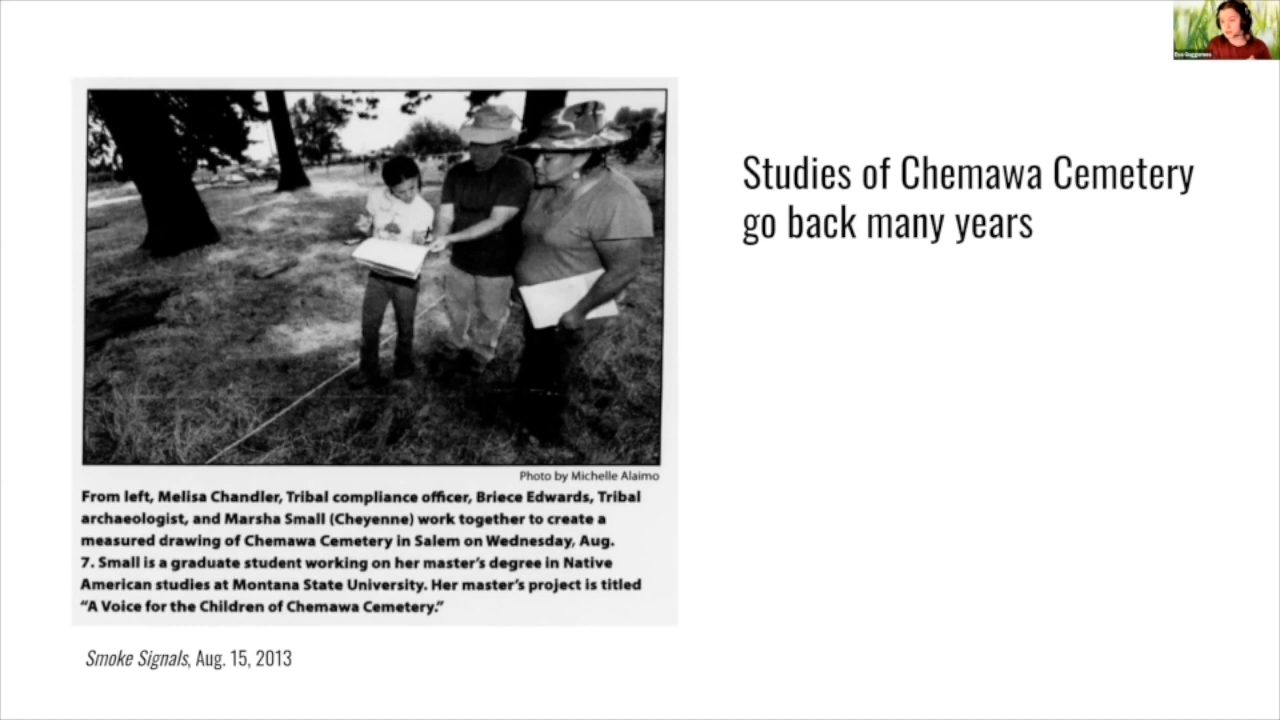 Studies of Chemawa Cemetery
go back many years
Photo by Michelle Alaimo
From left, Melisa Chandler, Tribal compliance officer, Briece Edwards, Tribal
archaeologist, and Marsha Small (Cheyenne) work together to create a
measured drawing of Chemawa Cemetery in Salem on Wednesday, Aug.
7. Small is a graduate student working on her master's degree in Native
American studies at Montana State University. Her master's project is titled
“A Voice for the Children of Chemawa Cemetery.”
Smoke Signals, Aug. 15, 2013